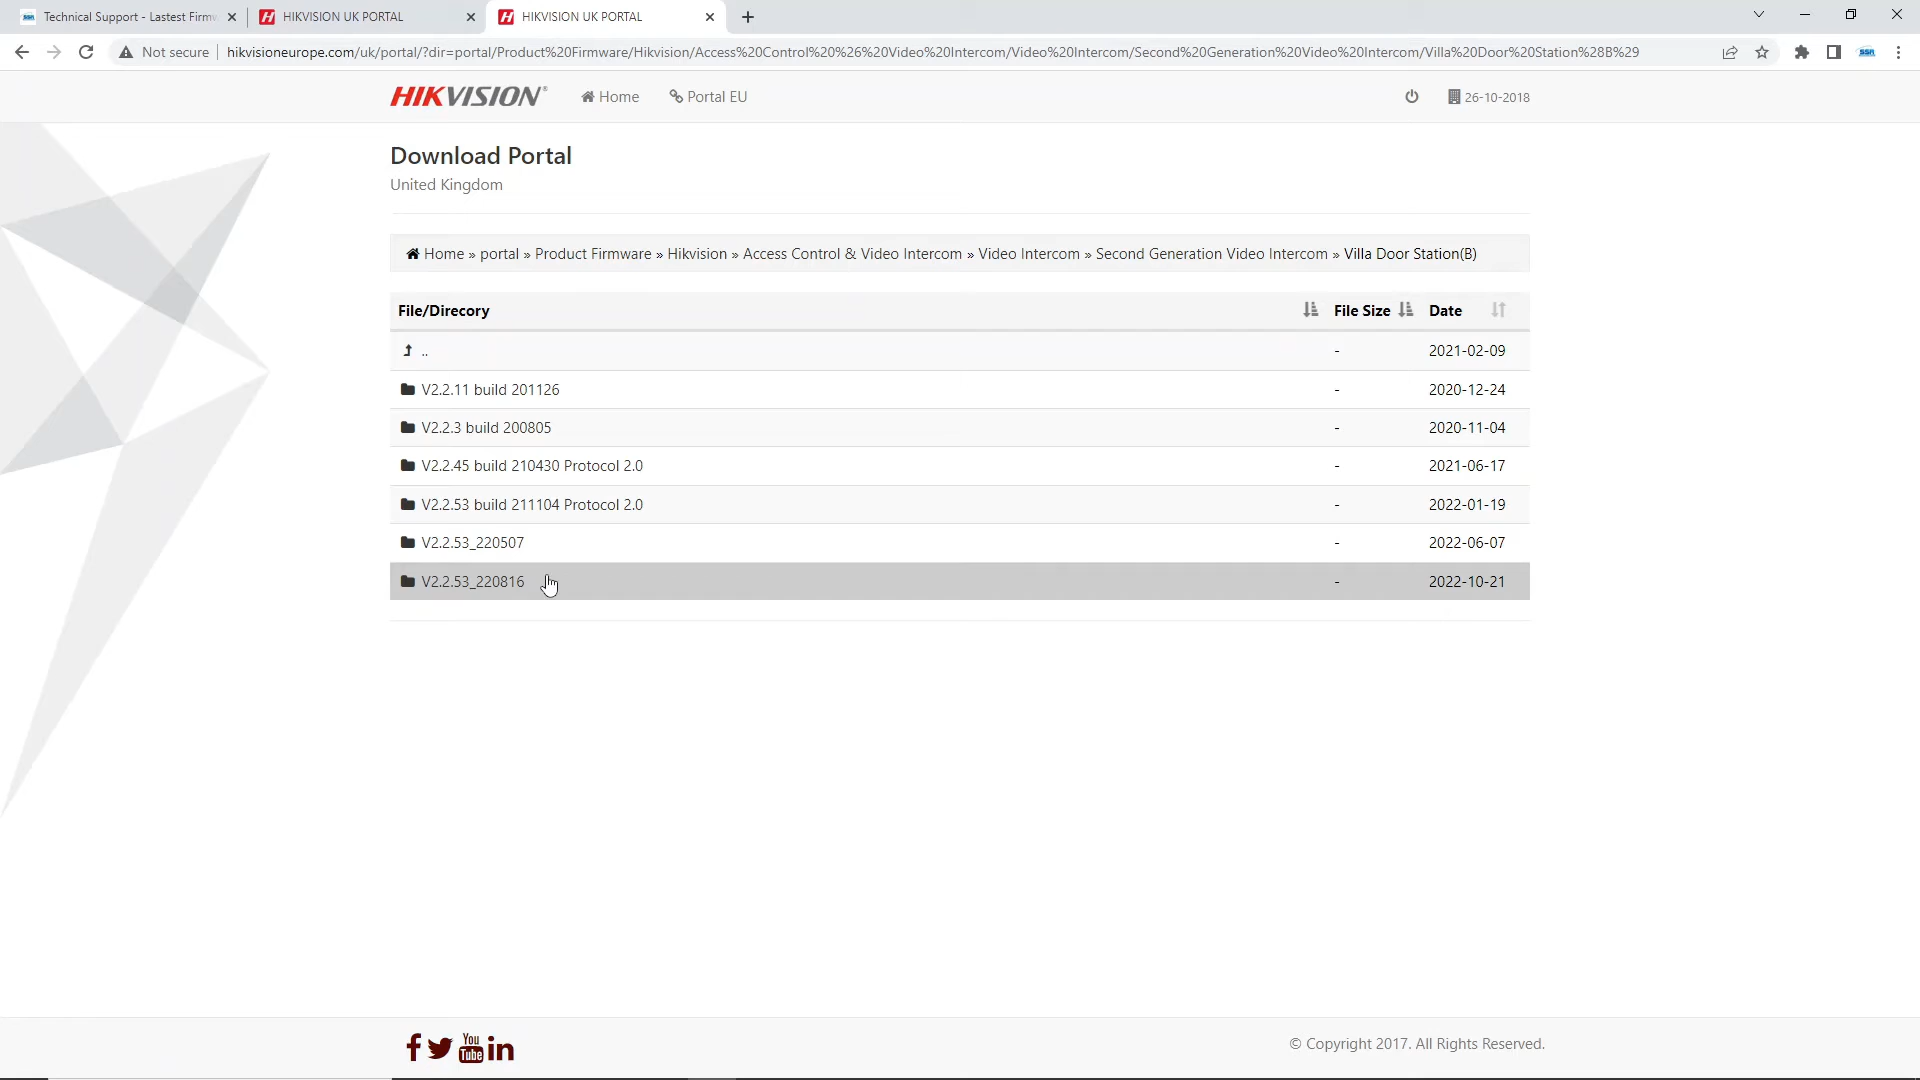 Technical Support - Lastest Firmw
HIKVISION UK PORTAL
HIKVISION UK PORTAL
Not secure
hikvisioneurope.com/uk/portal/?dir=portal/Product%20Firmware/Hikvision/Access%20Control%20%26%20Video%20Intercom/Video%20Intercom/Second%20Generation%20Video%20Intercom/Villa%20Door%20Station%28B%29
HIKVISION® Home Portal EU 26-10-2018
Download Portal
United Kingdom
Home » portal » Product Firmware » Hikvision » Access Control & Video Intercom » Video Intercom » Second Generation Video Intercom » Villa Door Station(B)
File/Direcory File Size Date
.. - 2021-02-09
V2.2.11 build 201126 - 2020-12-24
V2.2.3 build 200805 - 2020-11-04
V2.2.45 build 210430 Protocol 2.0 - 2021-06-17
V2.2.53 build 211104 Protocol 2.0 - 2022-01-19
V2.2.53_220507 - 2022-06-07
V2.2.53_220816 - 2022-10-21
You
Tube
© Copyright 2017. All Rights Reserved.